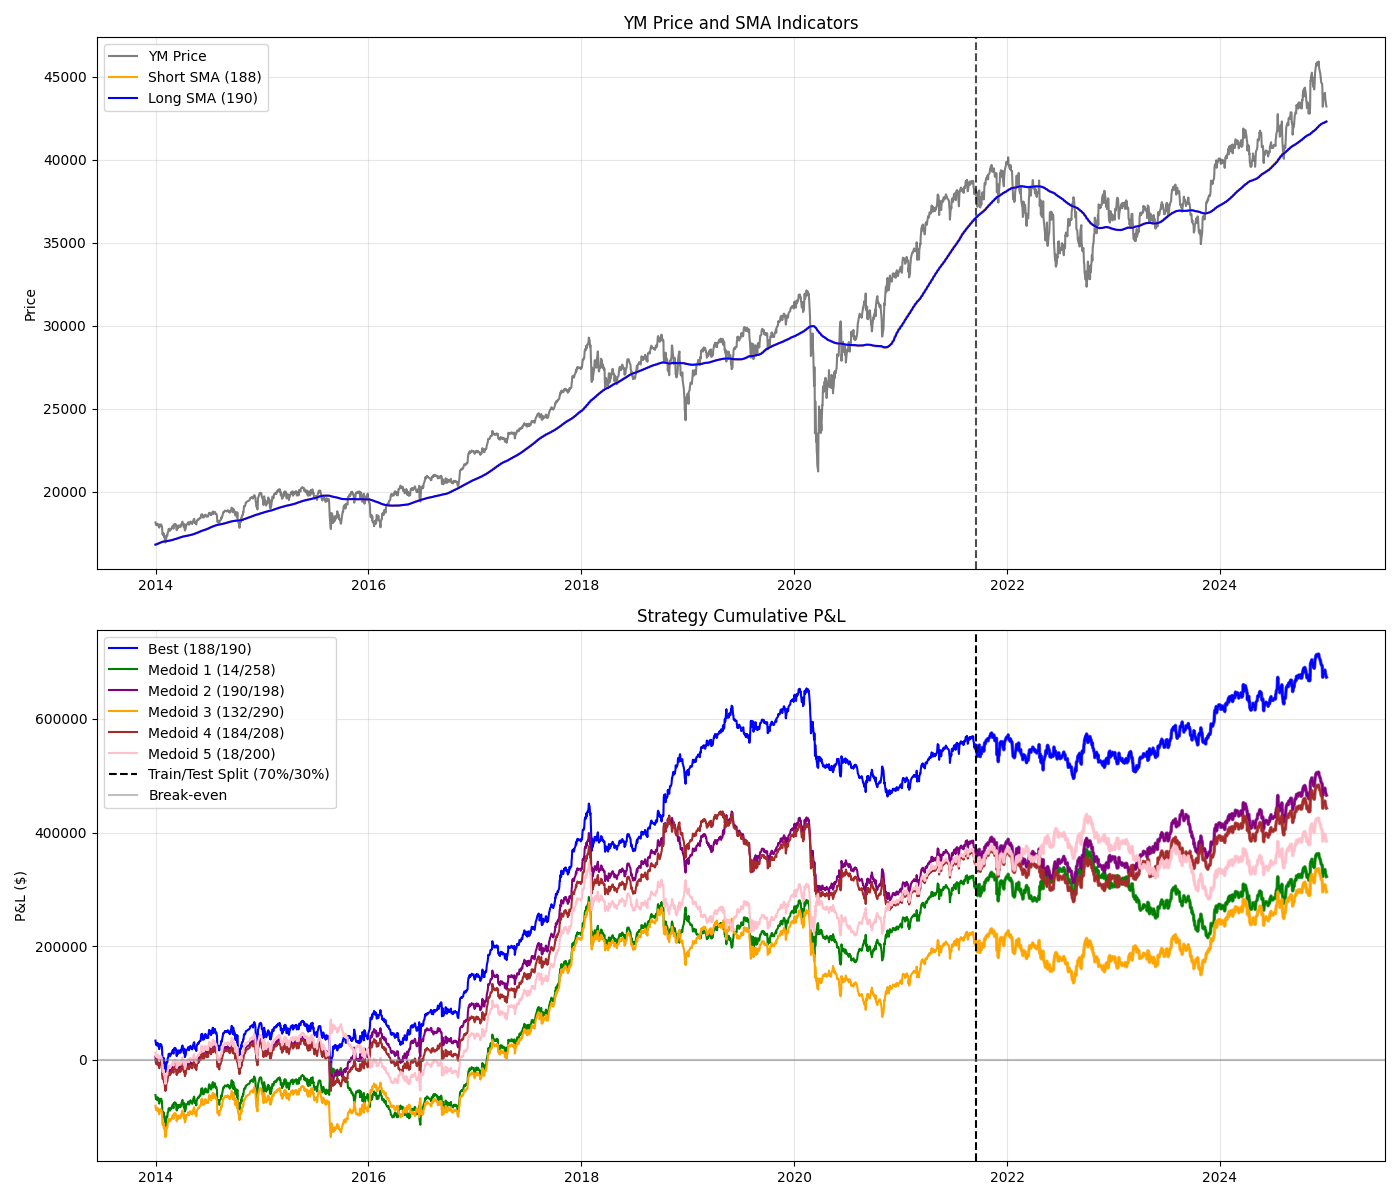 YM Price and SMA Indicators
YM Price
Short SMA (188)
Long SMA (190)
Price
45000
40000
35000
30000
25000
20000
2014 2016 2018 2020 2022 2024
Strategy Cumulative P&L
Best (188/190)
Medoid 1 (14/258)
Medoid 2 (190/198)
Medoid 3 (132/290)
Medoid 4 (184/208)
Medoid 5 (18/200)
Train/Test Split (70%/30%)
Break-even
P&L ($)
600000
400000
200000
0
2014 2016 2018 2020 2022 2024